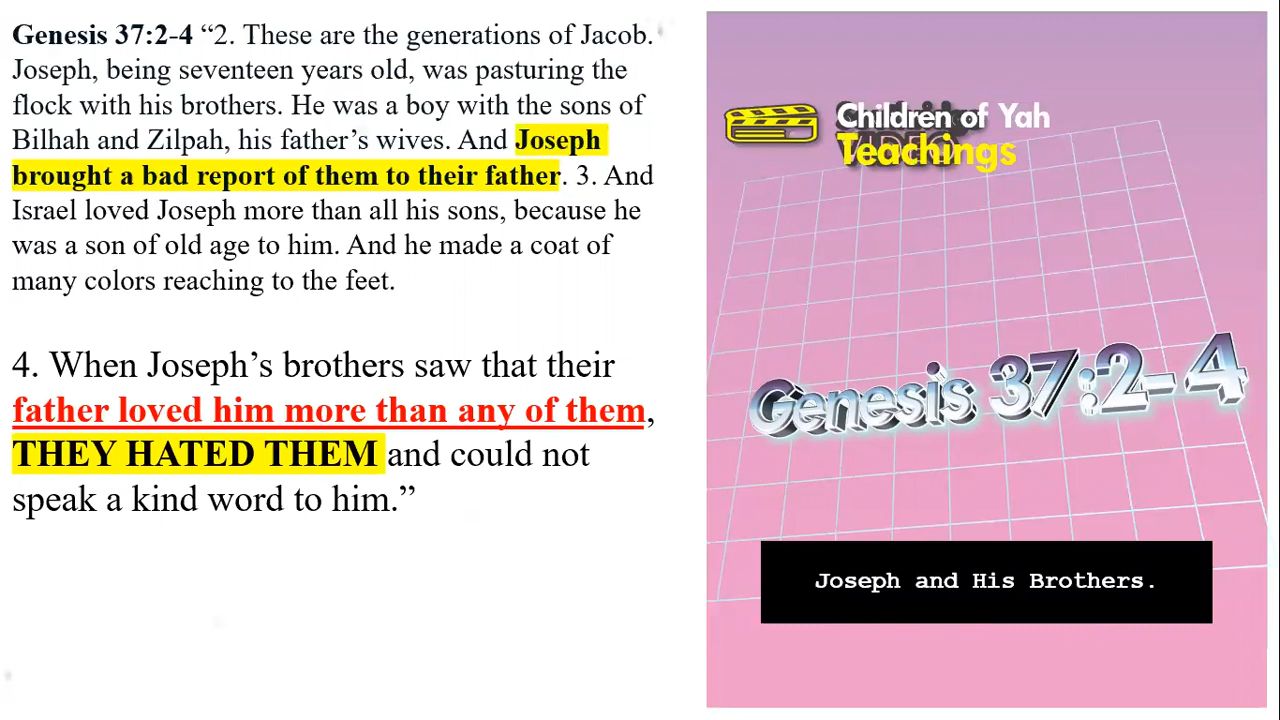 Genesis 37:2-4 “2. These are the generations of Jacob.
Joseph, being seventeen years old, was pasturing the
flock with his brothers. He was a boy with the sons of
Bilhah and Zilpah, his father’s wives. And Joseph
brought a bad report of them to their father. 3. And
Israel loved Joseph more than all his sons, because he
was a son of old age to him. And he made a coat of
many colors reaching to the feet.
4. When Joseph’s brothers saw that their
father loved him more than any of them,
THEY HATED THEM and could not
speak a kind word to him.”
Children of Yah
Teachings
Genesis 37:2-4
Joseph and His Brothers.